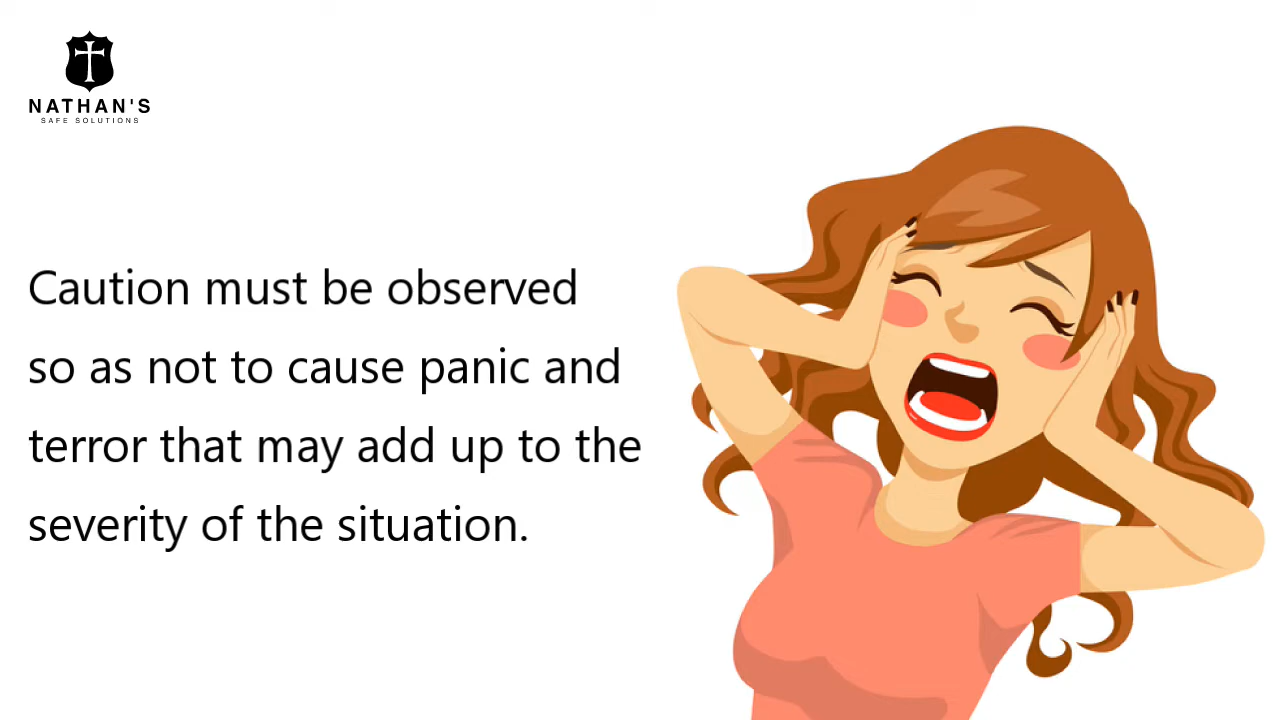 NATHAN'S
SAFE SOLUTIONS
Caution must be observed
so as not to cause panic and
terror that may add up to the
severity of the situation.